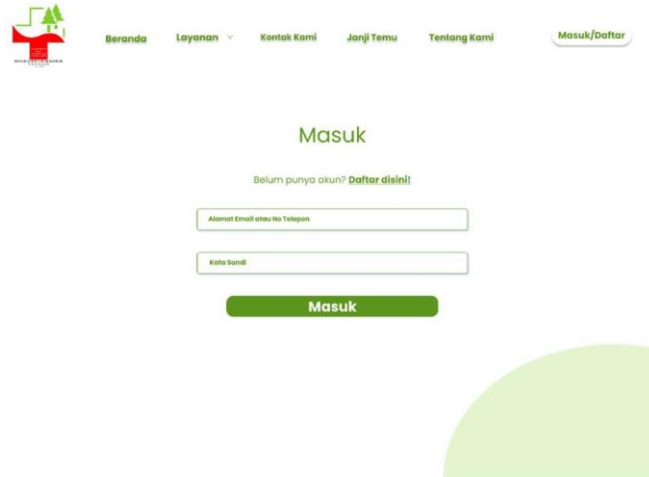 Beranda Layanan Kontak Kami Janji Temu Tentang Kami Masuk/Daftar
Masuk
Belum punya akun? Daftar disini!
Alamat Email atau No Telepon
Kata Sandi
Masuk